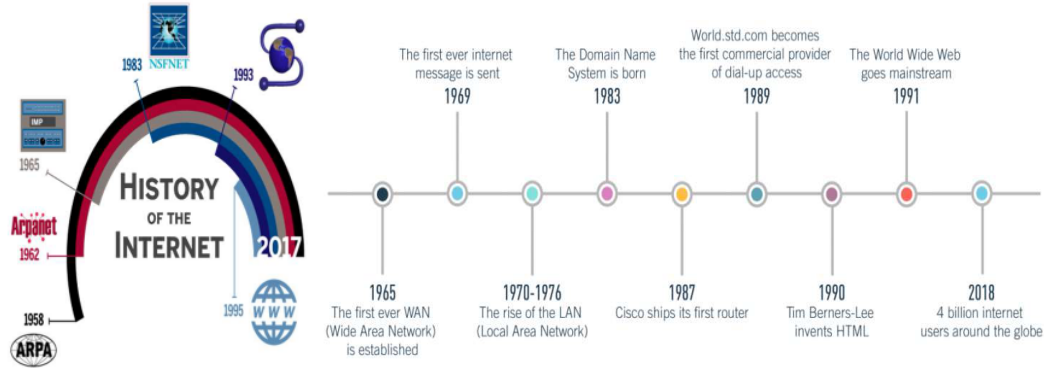 NSFNET
1983
1993
IMP
1965
Arpanet
1962
1958
ARPA
HISTORY
OF THE
INTERNET
2017
1995
WWW
The first ever internet
message is sent
1969
The Domain Name
System is born
1983
World.std.com becomes
the first commercial provider
of dial-up access
1989
The World Wide Web
goes mainstream
1991
1965
The first ever WAN
(Wide Area Network)
is established
1970-1976
The rise of the LAN
(Local Area Network)
1987
Cisco ships its first router
1990
Tim Berners-Lee
invents HTML
2018
4 billion internet
users around the globe